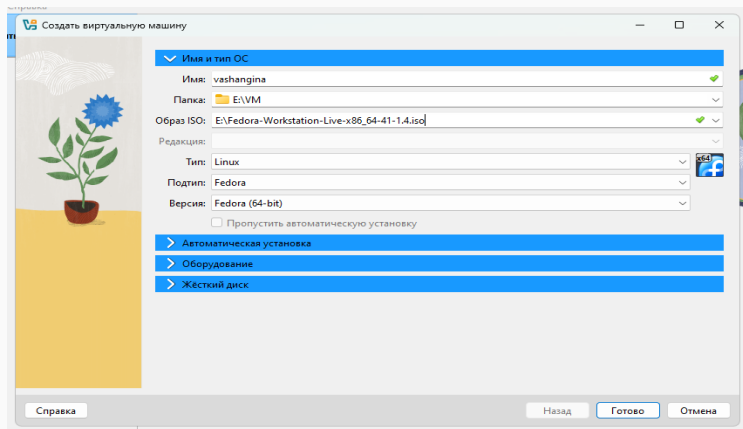 Создать виртуальную машину
Имя и тип ОС
Имя: vashangina
Папка: E:\VM
Образ ISO: E:\Fedora-Workstation-Live-x86_64-41-1.4.iso
Редакция:
Тип: Linux
x64
Подтип: Fedora
Версия: Fedora (64-bit)
Пропустить автоматическую установку
Автоматическая установка
Оборудование
Жёсткий диск
Справка Назад Готово Отмена